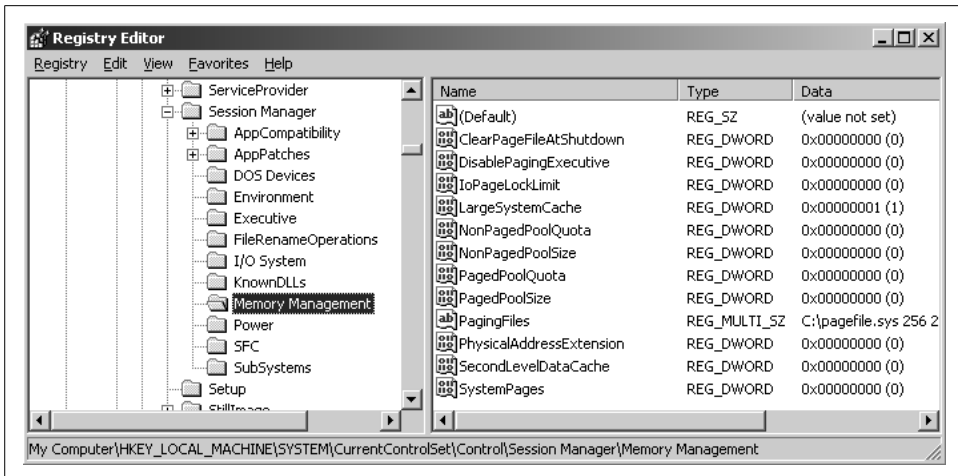 Registry Editor
Registry Edit View Favorites Help
ServiceProvider
Session Manager
AppCompatibility
AppPatches
DOS Devices
Environment
Executive
FileRenameOperations
I/O System
KnownDLLs
Memory Management
Power
SFC
SubSystems
Setup
StillImage
Name Type Data
(Default) REG_SZ (value not set)
ClearPageFileAtShutdown REG_DWORD 0x00000000 (0)
DisablePagingExecutive REG_DWORD 0x00000000 (0)
IoPageLockLimit REG_DWORD 0x00000000 (0)
LargeSystemCache REG_DWORD 0x00000001 (1)
NonPagedPoolQuota REG_DWORD 0x00000000 (0)
NonPagedPoolSize REG_DWORD 0x00000000 (0)
PagedPoolQuota REG_DWORD 0x00000000 (0)
PagedPoolSize REG_DWORD 0x00000000 (0)
PagingFiles REG_MULTI_SZ C:\pagefile.sys 256 2
PhysicalAddressExtension REG_DWORD 0x00000000 (0)
SecondLevelDataCache REG_DWORD 0x00000000 (0)
SystemPages REG_DWORD 0x00000000 (0)
My Computer\HKEY_LOCAL_MACHINE\SYSTEM\CurrentControlSet\Control\Session Manager\Memory Management